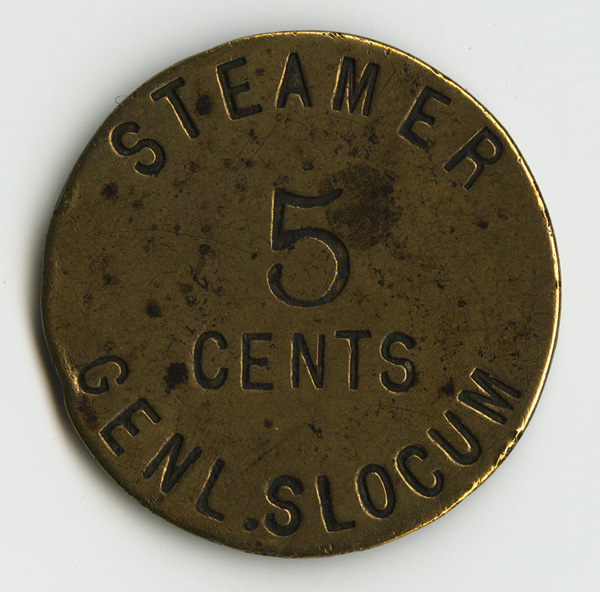 STEAMER
5
CENTS
GENL. SLOCUM